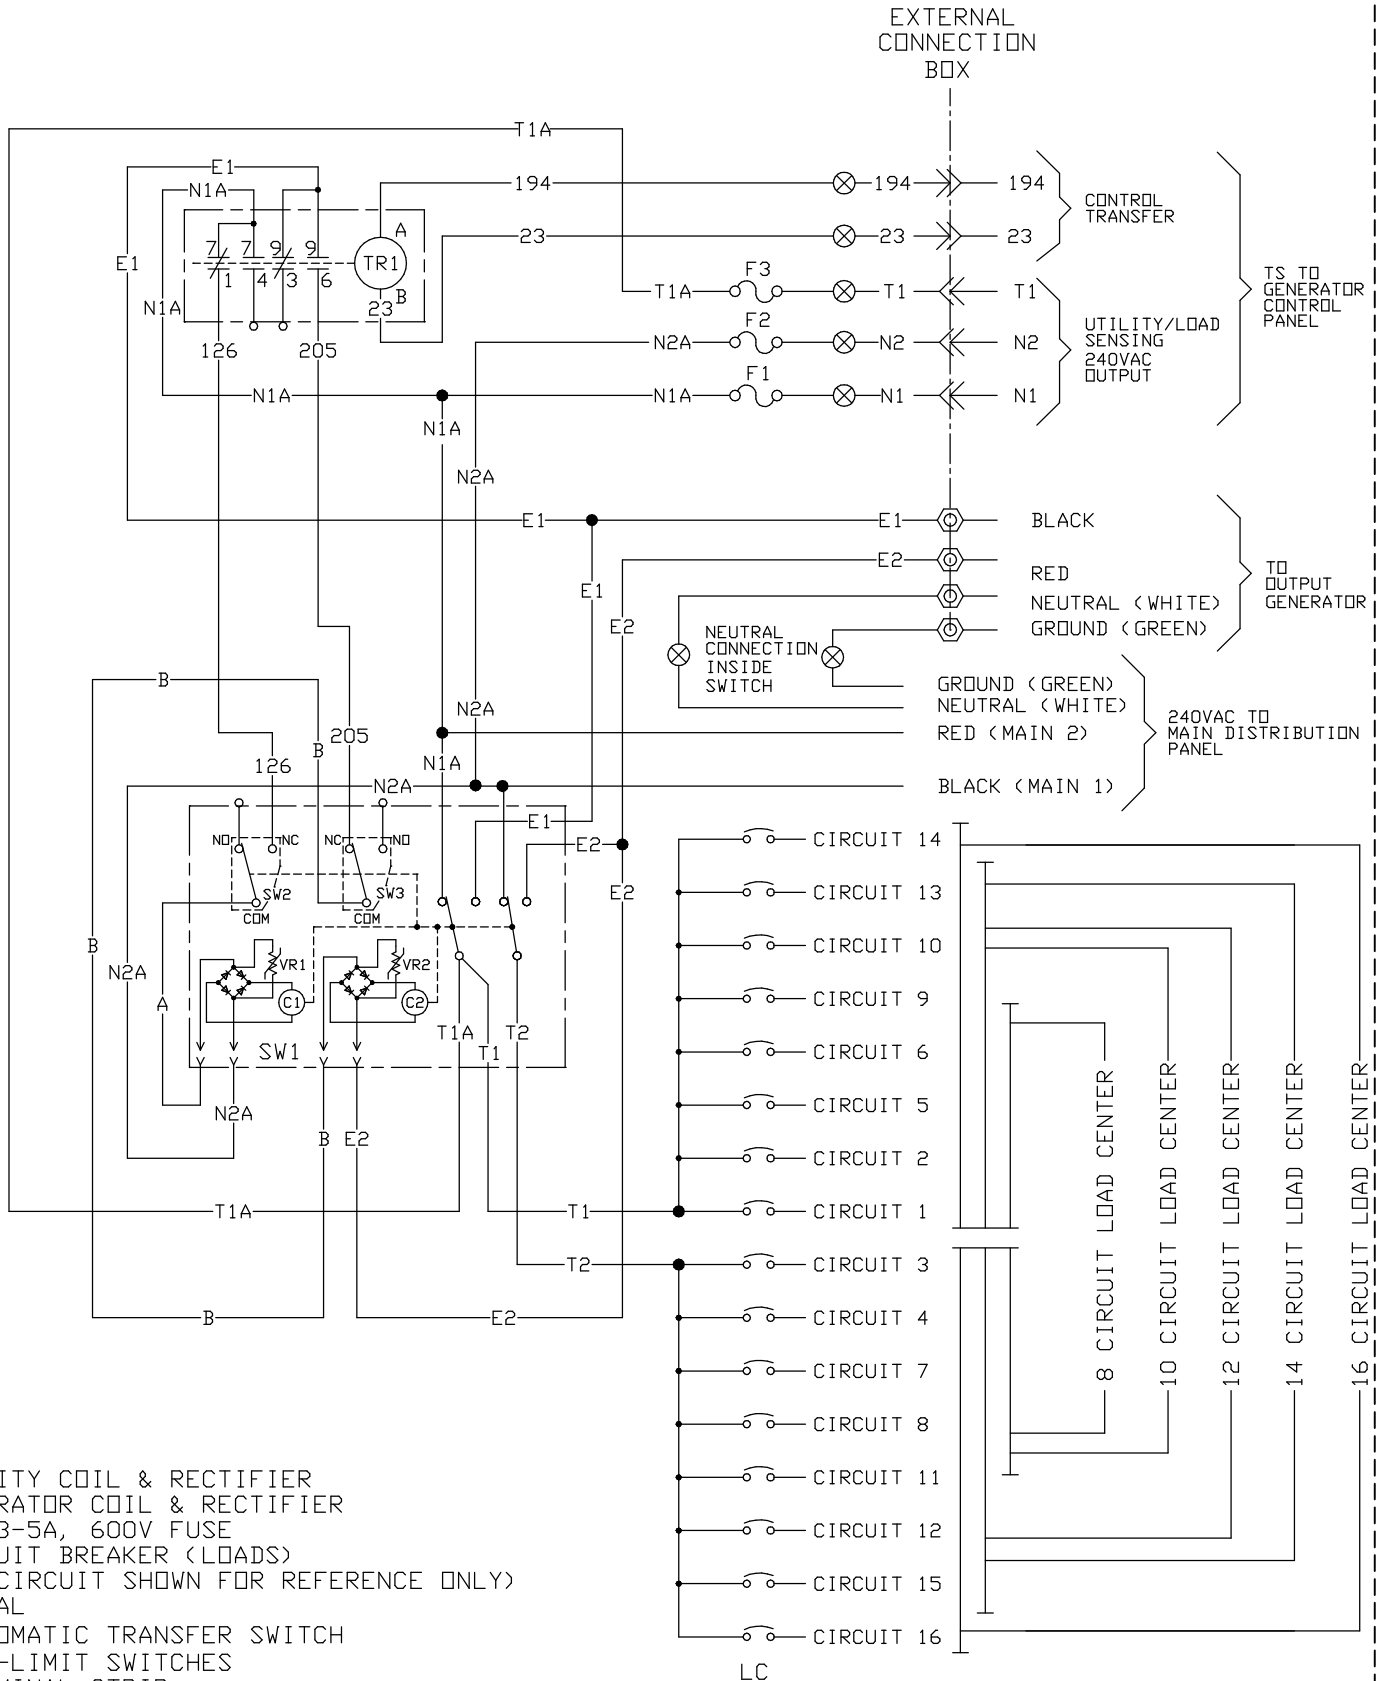 EXTERNAL
CONNECTION
BOX
T1A
E1
N1A
194
194
194
CONTROL
TRANSFER
A
23
23
23
7
7
9
9
TR1
1
4
3
6
E1
B
23
N1A
F3
T1A
T1
T1
TS TO
GENERATOR
CONTROL
PANEL
UTILITY/LOAD
SENSING
240VAC
OUTPUT
F2
N2A
N2
N2
126
205
F1
N1A
N1A
N1
N1
N1A
N2A
E1
E1
BLACK
E2
RED
TO
OUTPUT
GENERATOR
E1
NEUTRAL (WHITE)
E2
GROUND (GREEN)
NEUTRAL
CONNECTION
INSIDE
SWITCH
B
GROUND (GREEN)
NEUTRAL (WHITE)
N2A
240VAC TO
MAIN DISTRIBUTION
PANEL
RED (MAIN 2)
205
B
126
N1A
N2A
BLACK (MAIN 1)
E1
NO
NC
NC
NO
E2
CIRCUIT 14
SW2
SW3
COM
COM
E2
CIRCUIT 13
B
CIRCUIT 10
N2A
VR1
VR2
A
C1
C2
CIRCUIT 9
T1A
T2
T1
SW1
CIRCUIT 6
N2A
CIRCUIT 5
B
E2
CIRCUIT 2
T1A
T1
CIRCUIT 1
T2
CIRCUIT 3
B
E2
CIRCUIT 4
CIRCUIT 7
CIRCUIT 8
CIRCUIT 11
CIRCUIT 12
CIRCUIT 15
CIRCUIT 16
LC
8 CIRCUIT LOAD CENTER
10 CIRCUIT LOAD CENTER
12 CIRCUIT LOAD CENTER
14 CIRCUIT LOAD CENTER
16 CIRCUIT LOAD CENTER
ITY COIL & RECTIFIER
RATOR COIL & RECTIFIER
3-5A, 600V FUSE
UIT BREAKER (LOADS)
CIRCUIT SHOWN FOR REFERENCE ONLY)
AL
OMATIC TRANSFER SWITCH
-LIMIT SWITCHES